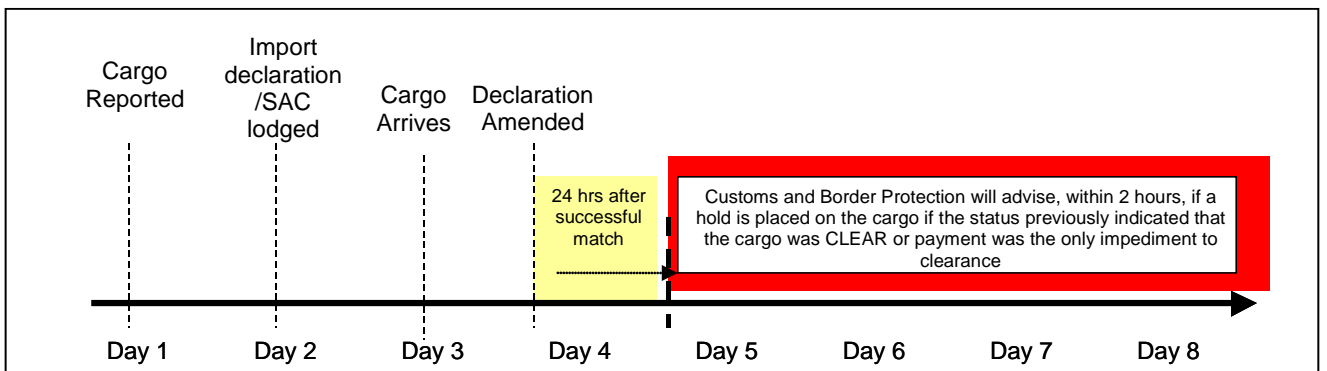 Cargo
Reported
Import
declaration
/SAC
lodged
Cargo
Arrives
Declaration
Amended
24 hrs after
successful
match
Customs and Border Protection will advise, within 2 hours, if a
hold is placed on the cargo if the status previously indicated that
the cargo was CLEAR or payment was the only impediment to
clearance
Day 1 Day 2 Day 3 Day 4 Day 5 Day 6 Day 7 Day 8